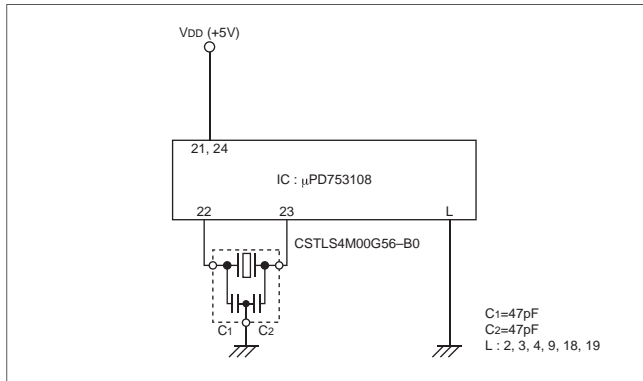 VDD (+5V)
21, 24
IC : μPD753108
22
23
L
CSTLS4M00G56–B0
C1
C2
C1=47pF
C2=47pF
L : 2, 3, 4, 9, 18, 19